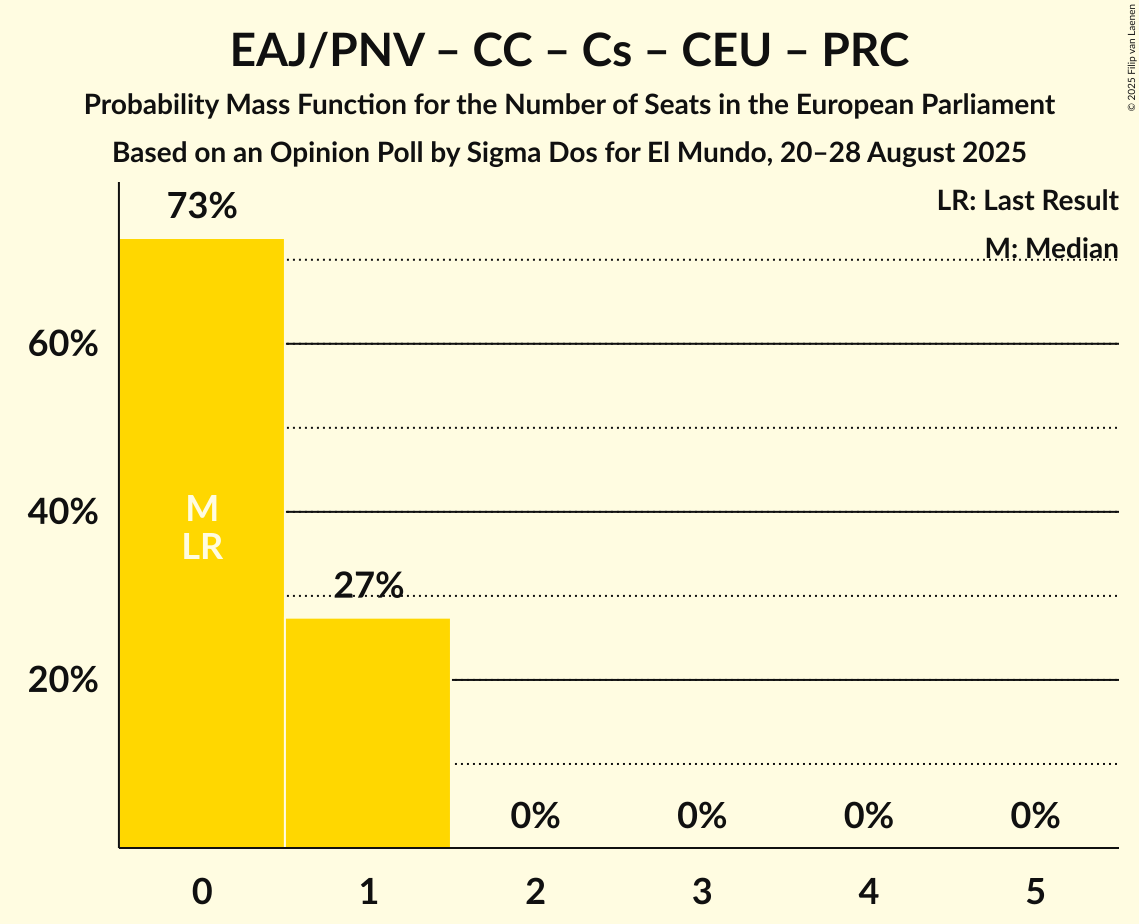 EAJ/PNV – CC – Cs – CEU – PRC
Probability Mass Function for the Number of Seats in the European Parliament
Based on an Opinion Poll by Sigma Dos for El Mundo, 20–28 August 2025
© 2025 Filip van Laenen
LR: Last Result
M: Median
73%
60%
40%
20%
M
LR
27%
0%
0%
0%
0%
0
1
2
3
4
5